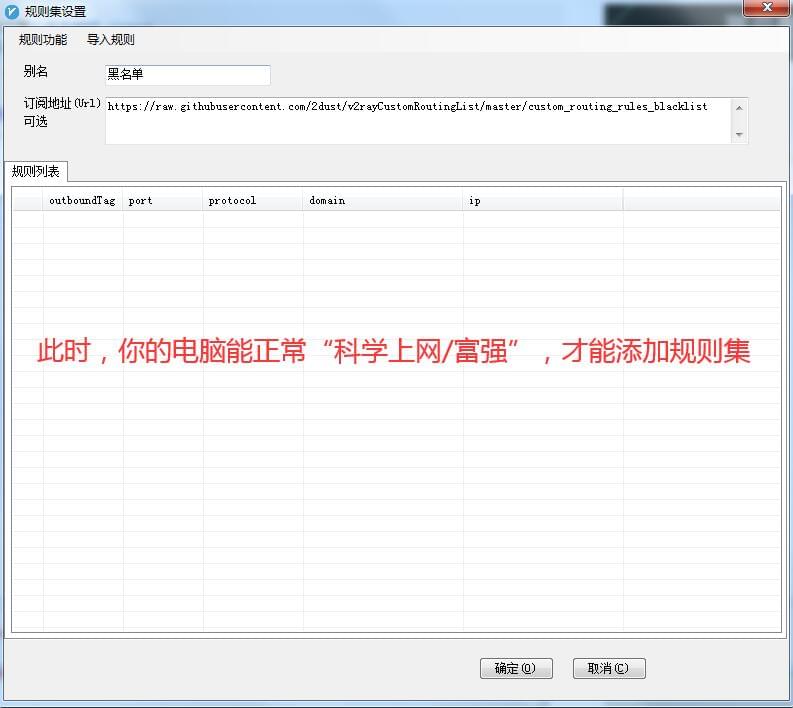 规则集设置
规则功能 导入规则
别名 黑名单
订阅地址(Url) https://raw.githubusercontent.com/2dust/v2rayCustomRoutingList/master/custom_routing_rules_blacklist
可选
规则列表
outboundTag port protocol domain ip
此时，你的电脑能正常“科学上网/富强”，才能添加规则集
确定(O) 取消(C)